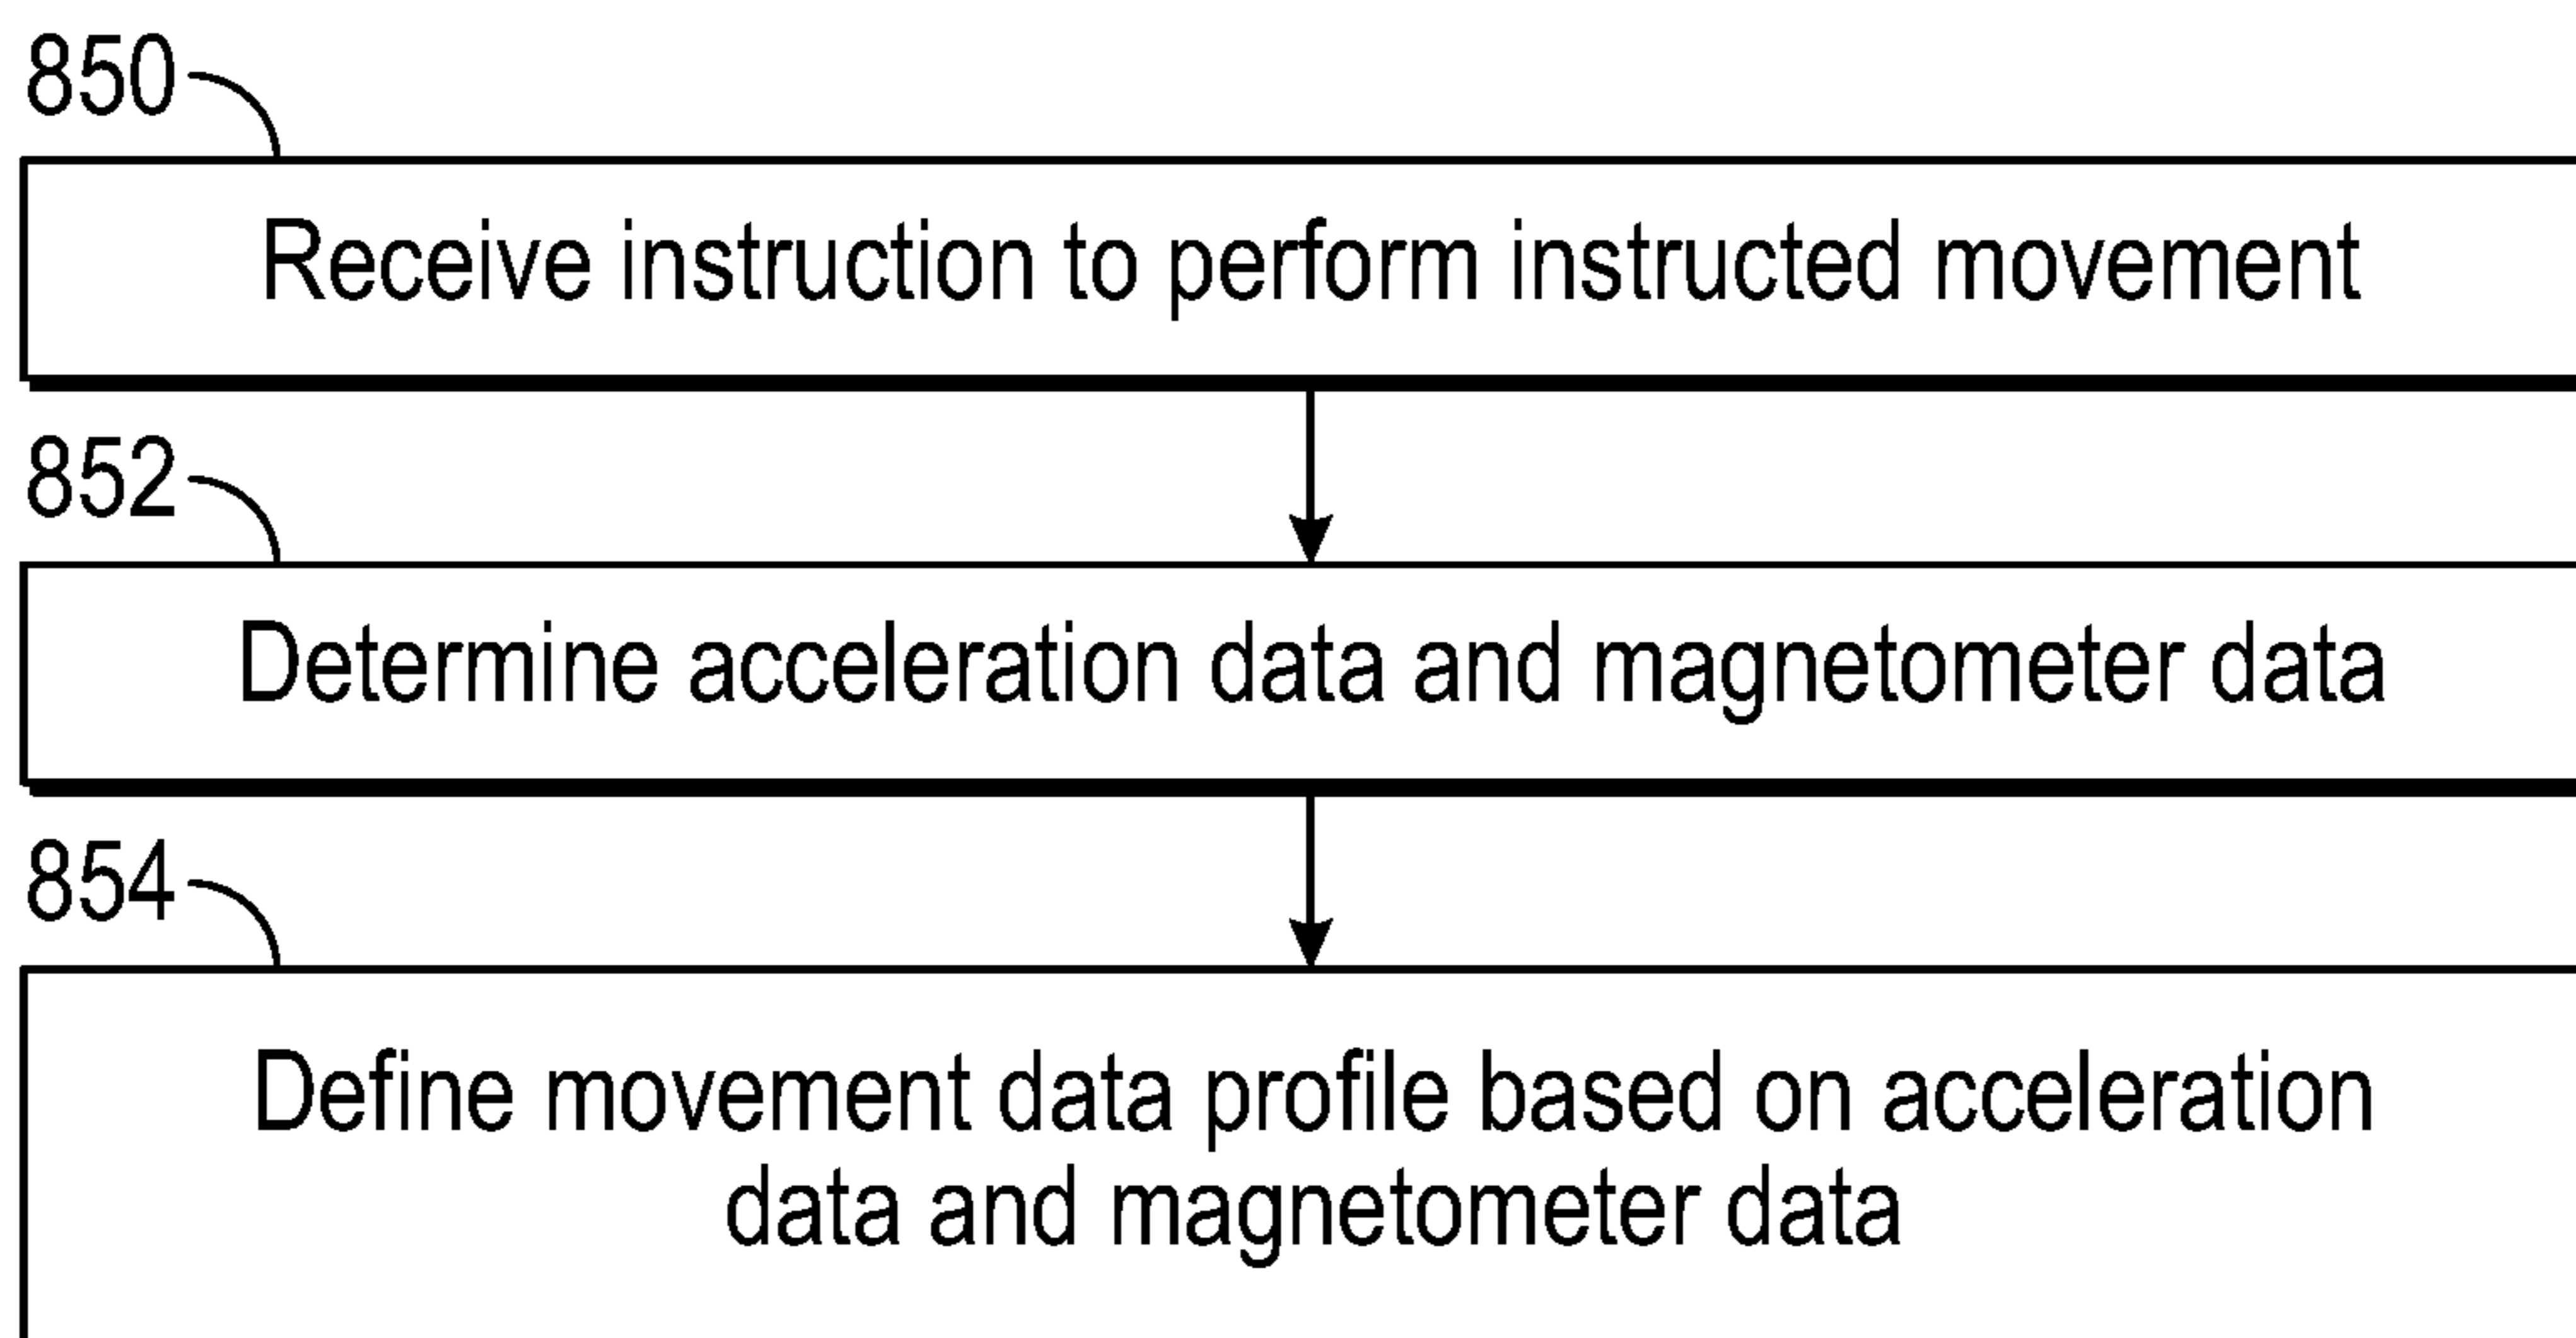 850
Receive instruction to perform instructed movement
852
Determine acceleration data and magnetometer data
854
Define movement data profile based on acceleration
data and magnetometer data